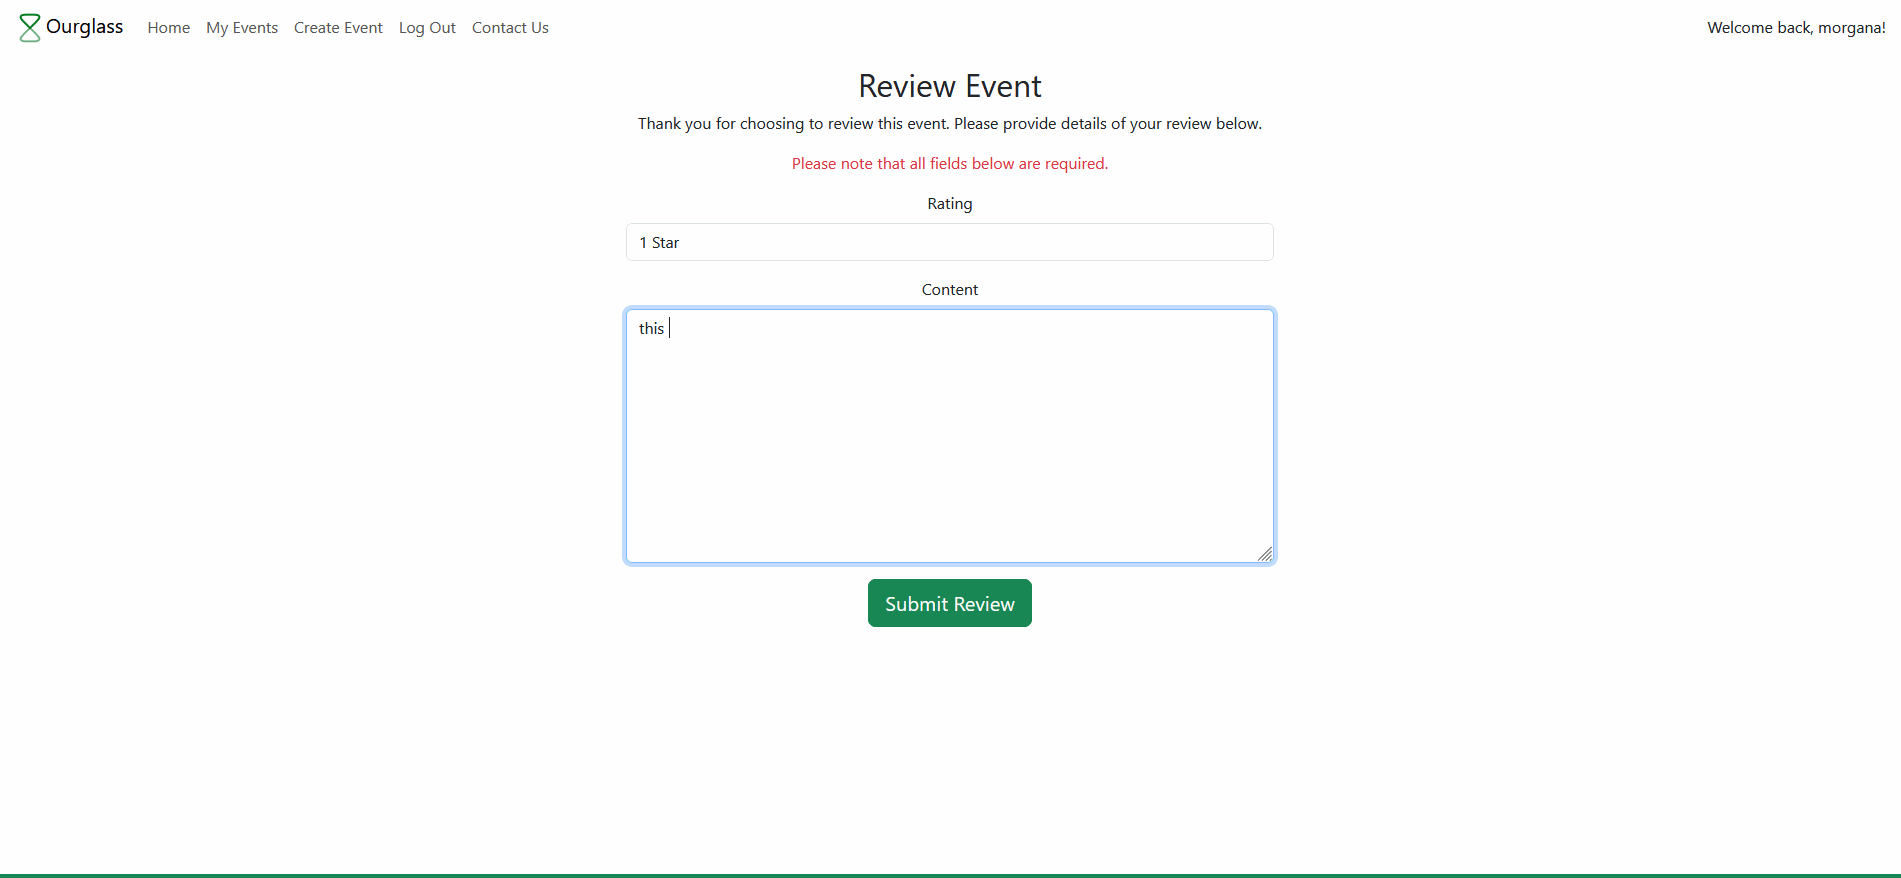 Ourglass Home My Events Create Event Log Out Contact Us Welcome back, morgana!
Review Event
Thank you for choosing to review this event. Please provide details of your review below.
Please note that all fields below are required.
Rating
1 Star
Content
this
Submit Review